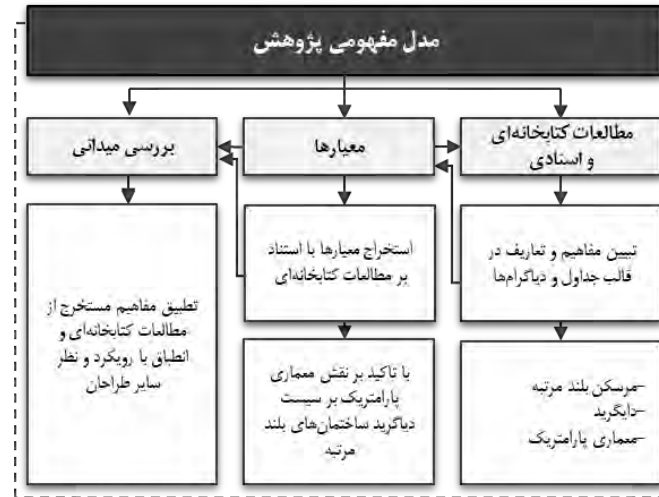 مدل مفهومی پژوهش
مطالعات کتابخانه‌ای
و اسنادی
معیارها
بررسی میدانی
تبیین مفاهیم و تعاریف در
قالب جداول و دیاگرام‌ها
استخراج معیارها با استناد
بر مطالعات کتابخانه‌ای
تطبیق مفاهیم مستخرج از
مطالعات کتابخانه‌ای و
انطباق با رویکرد و نظر
سایر طراحان
-مرسکن بلند مرتبه
-دایگرید
-معماری پارامتریک
با تاکید بر نقش معماری
پارامتریک بر سیست
دیاگرید ساختمان‌های بلند
مرتبه